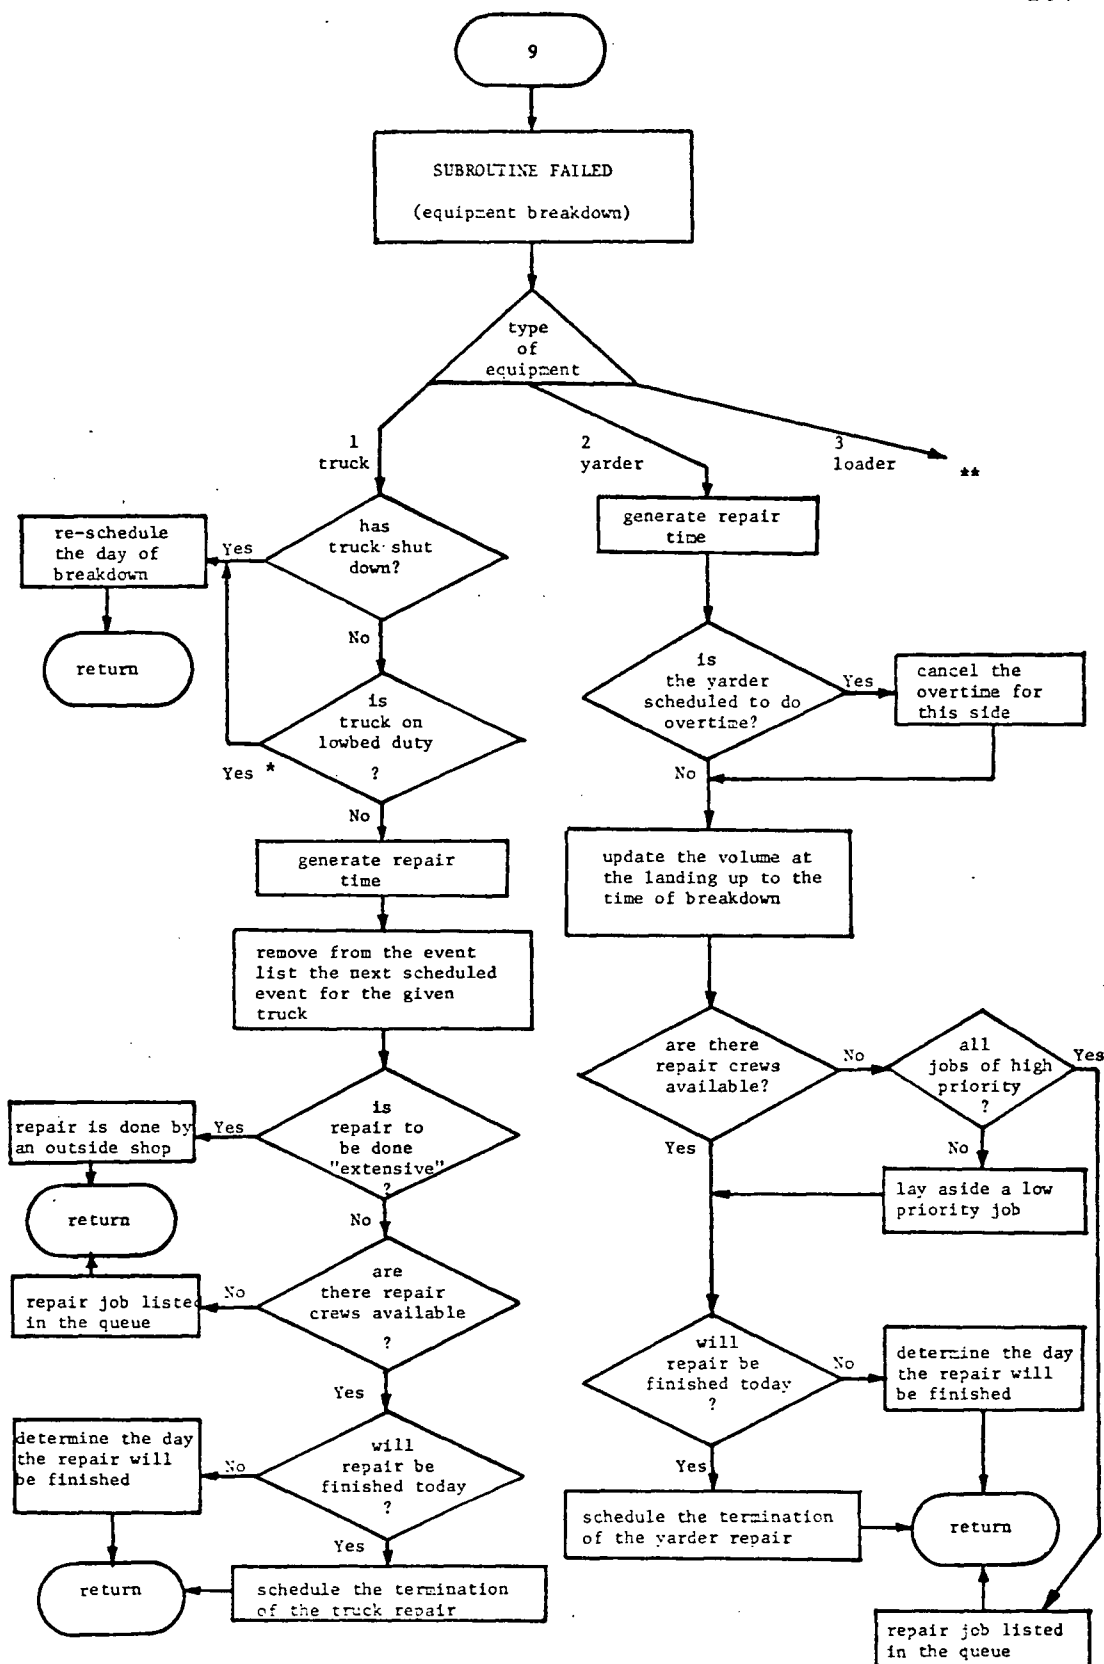 9
SUBROUTINE FAILED
(equipment breakdown)
type
of
equipment
1
truck
2
yarder
3
loader
**
has
truck shut
down?
Yes
re-schedule
the day of
breakdown
return
No
is
truck on
lowbed duty
?
Yes *
No
generate repair
time
remove from the event
list the next scheduled
event for the given
truck
is
repair to
be done
"extensive"
?
Yes
repair is done by
an outside shop
return
No
are
there repair
crews available
?
No
repair job listed
in the queue
Yes
will
repair be
finished today
?
No
determine the day
the repair will
be finished
return
Yes
schedule the termination
of the truck repair
generate repair
time
is
the yarder
scheduled to do
overtime?
Yes
cancel the
overtime for
this side
No
update the volume at
the landing up to the
time of breakdown
are there
repair crews
available?
No
all
jobs of high
priority
?
Yes
No
lay aside a low
priority job
Yes
will
repair be
finished today
?
No
determine the day
the repair will
be finished
Yes
schedule the termination
of the yarder repair
return
repair job listed
in the queue